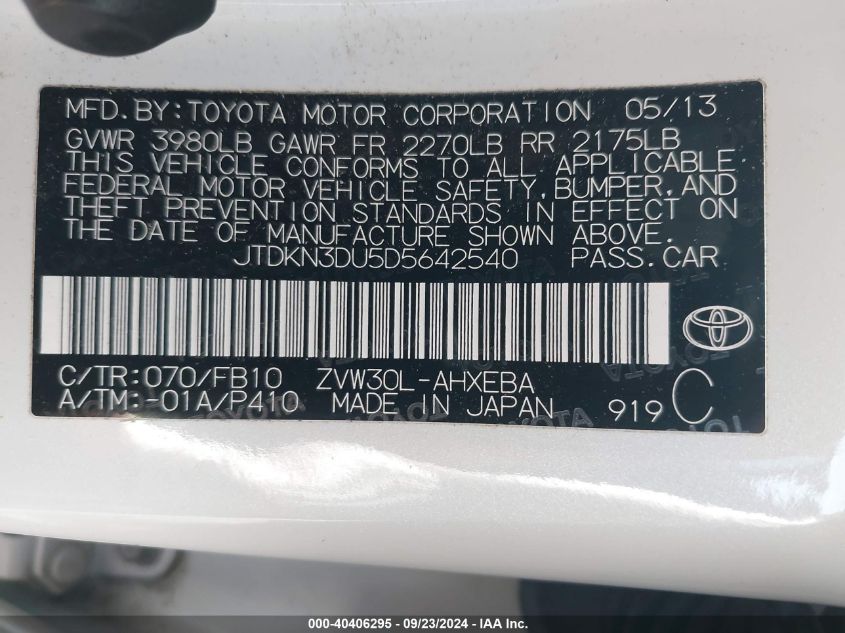 MFD. BY: TOYOTA MOTOR CORPORATION 05/13
GVWR 3980LB GAWR FR 2270LB RR 2175LB
THIS VEHICLE CONFORMS TO ALL APPLICABLE
FEDERAL MOTOR VEHICLE SAFETY, BUMPER, AND
THEFT PREVENTION STANDARDS IN EFFECT ON
THE DATE OF MANUFACTURE SHOWN ABOVE.
JTDKN3DU5D5642540 PASS. CAR
C/TR:070/FB10 ZVW30L-AHXEBA
A/TM:-01A/P410 MADE IN JAPAN 919 C
000-40406295 - 09/23/2024 - IAA Inc.